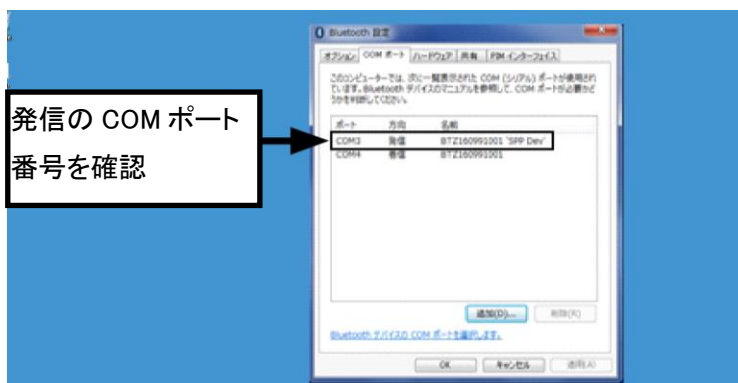 Bluetooth 設定
オプション COM ポート ハードウェア 共有 PIM インターフェイス
このコンピューターでは、次に一覧表示された COM (シリアル) ポートが使用され
ています。Bluetooth デバイスのマニュアルを参照して、COM ポートが必要かど
うかを判断してください。
発信の COM ポート
番号を確認
ポート 方向 名前
COM3 発信 BTZ160991001 'SPP Dev'
COM4 着信 BTZ160991001
追加(D)... 削除(R)
Bluetooth デバイスの COM ポートを選択します。
OK キャンセル 適用(A)